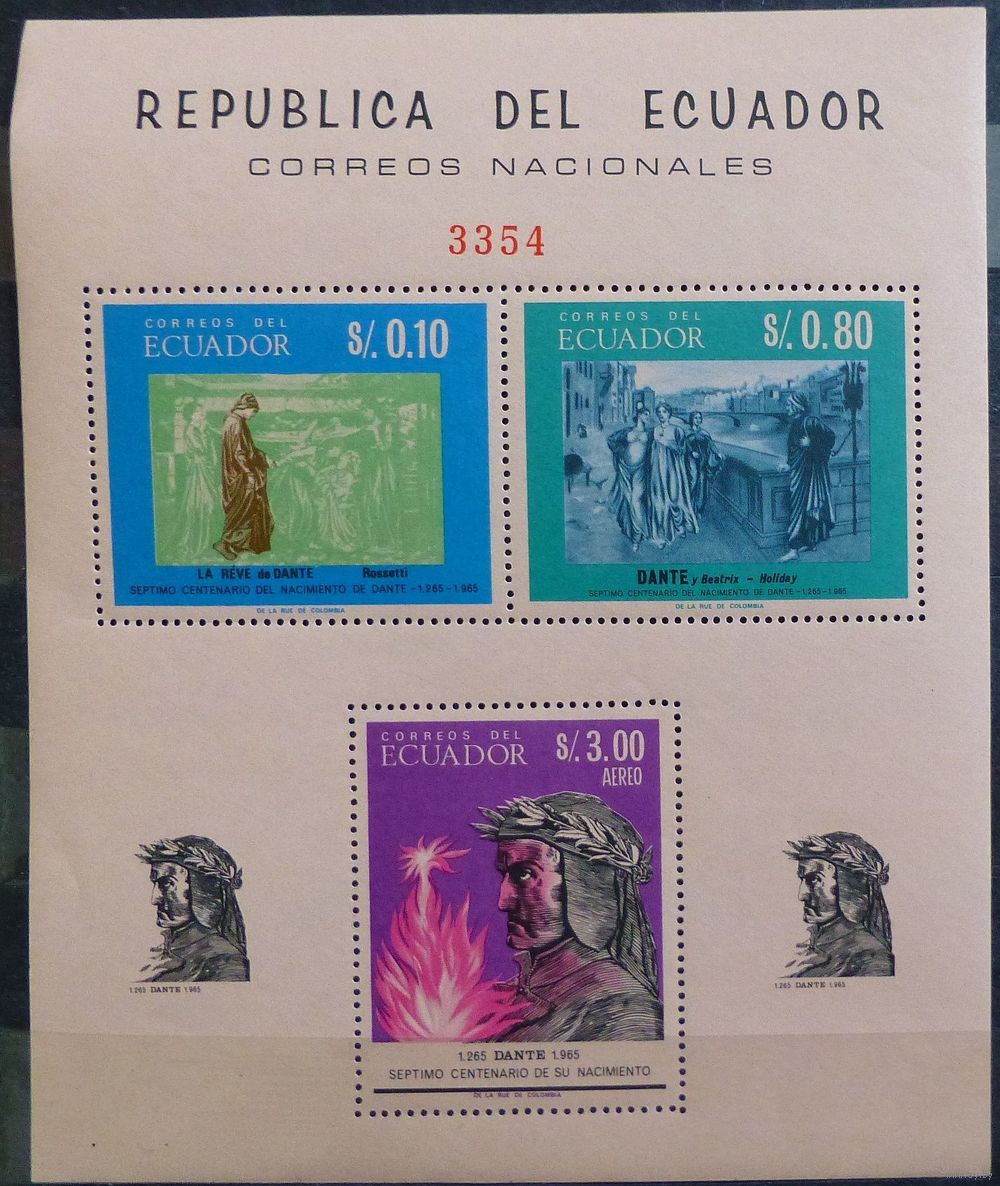 REPUBLICA DEL ECUADOR
CORREOS NACIONALES
3354
CORREOS DEL
ECUADOR
S/. 0.10
LA REVE de DANTE Rossetti
SEPTIMO CENTENARIO DEL NACIMIENTO DE DANTE - 1.265 - 1.965
DE LA RUE DE COLOMBIA
CORREOS DEL
ECUADOR
S/. 0.80
DANTE y Beatrix - Holiday
SEPTIMO CENTENARIO DEL NACIMIENTO DE DANTE - 1.265 - 1.965
DE LA RUE DE COLOMBIA
CORREOS DEL
ECUADOR
S/. 3.00
AEREO
1.265 DANTE 1.965
SEPTIMO CENTENARIO DE SU NACIMIENTO
DE LA RUE DE COLOMBIA
1.265 DANTE 1.965
1.265 DANTE 1.965